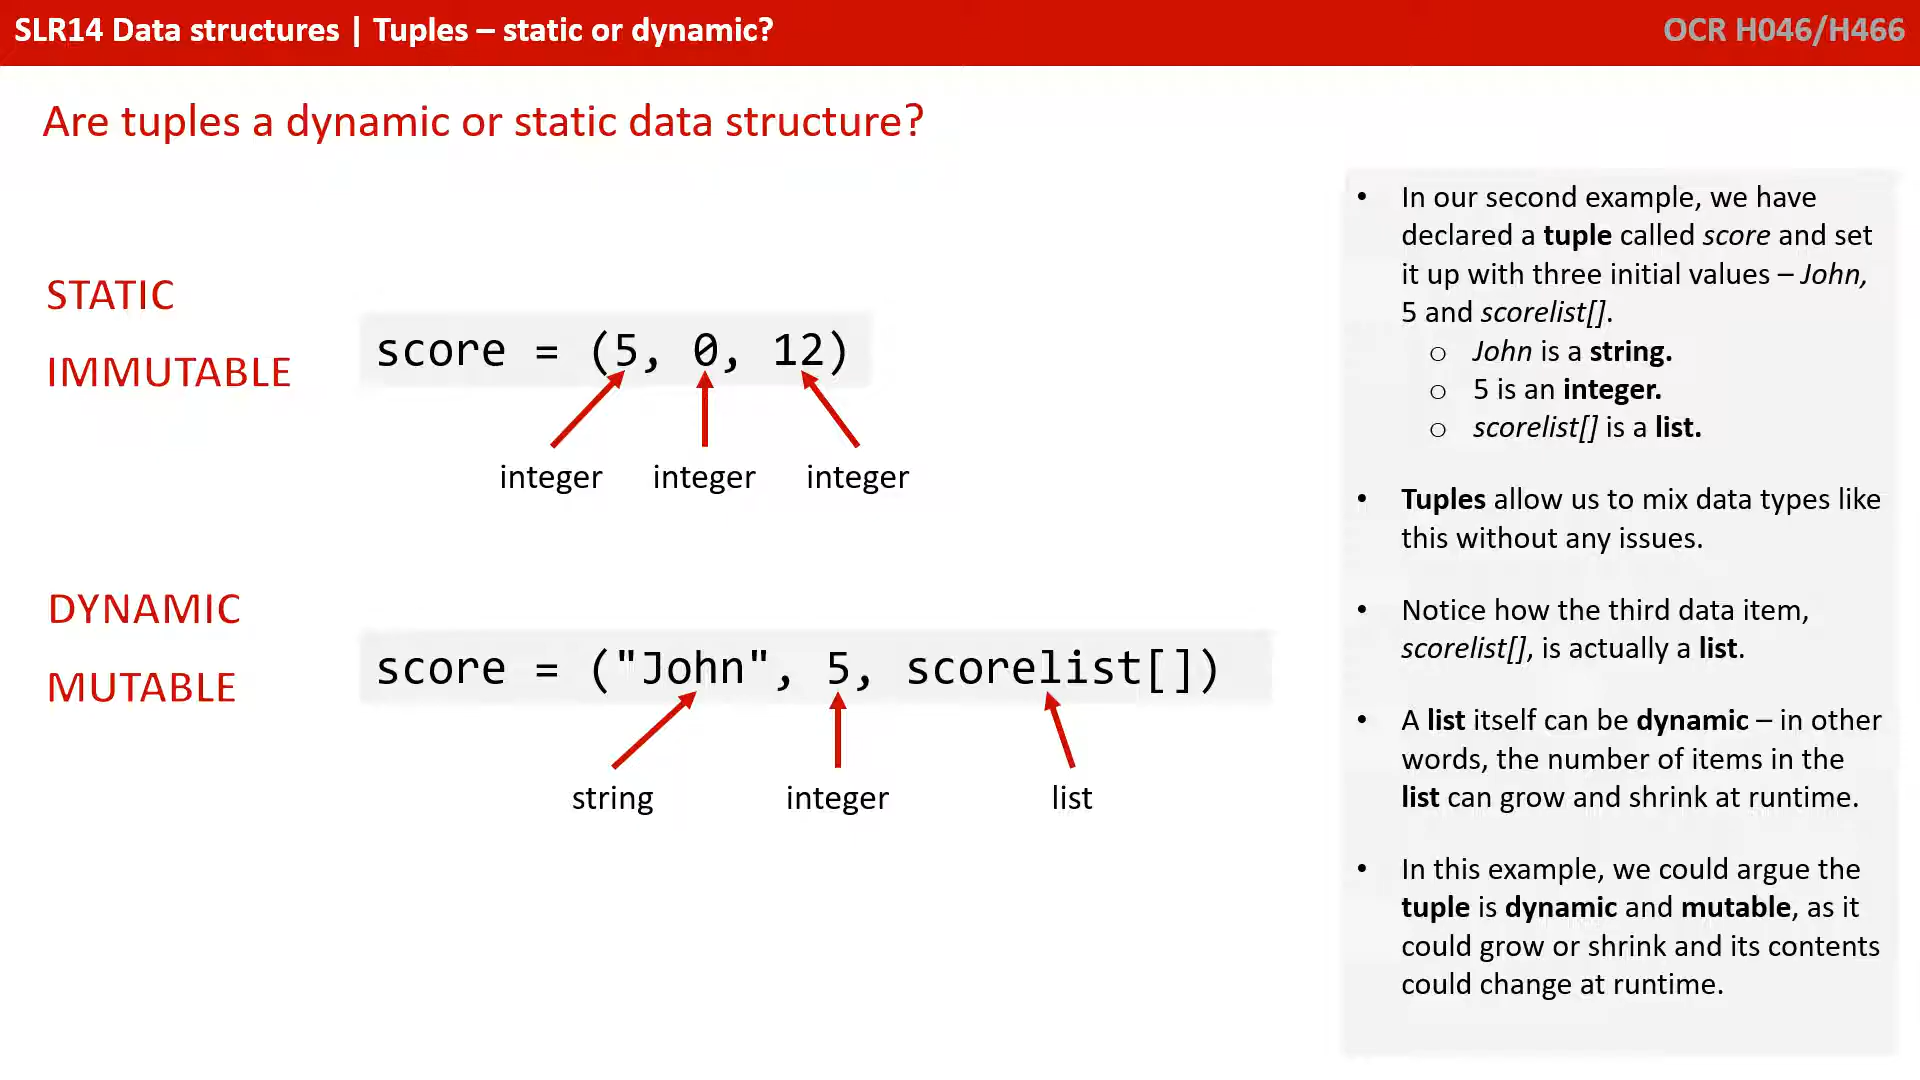 SLR14 Data structures | Tuples – static or dynamic?
OCR H046/H466
Are tuples a dynamic or static data structure?
STATIC
IMMUTABLE
score = (5, 0, 12)
integer integer integer
DYNAMIC
MUTABLE
score = ("John", 5, scorelist[])
string integer list
• In our second example, we have
declared a tuple called score and set
it up with three initial values – John,
5 and scorelist[].
o John is a string.
o 5 is an integer.
o scorelist[] is a list.
• Tuples allow us to mix data types like
this without any issues.
• Notice how the third data item,
scorelist[], is actually a list.
• A list itself can be dynamic – in other
words, the number of items in the
list can grow and shrink at runtime.
• In this example, we could argue the
tuple is dynamic and mutable, as it
could grow or shrink and its contents
could change at runtime.